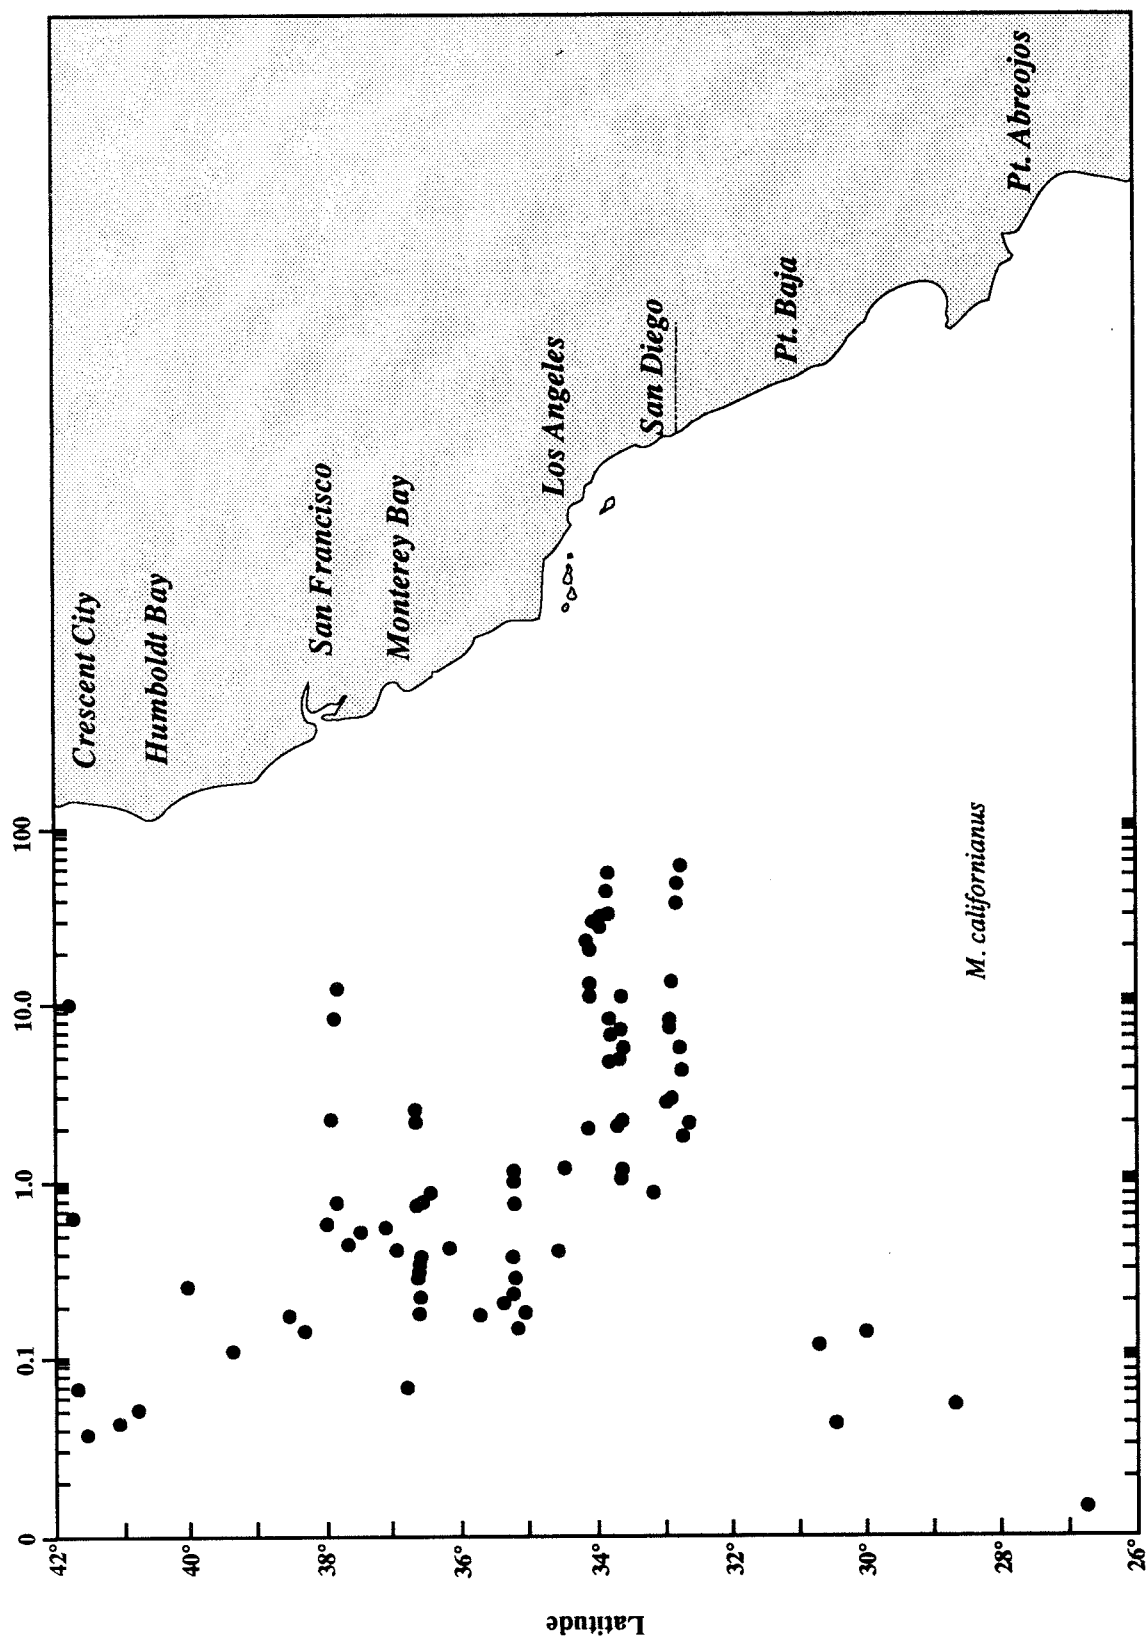 Crescent City
Humboldt Bay
San Francisco
Monterey Bay
Los Angeles
San Diego
Pt. Baja
Pt. Abreojos
100
10.0
1.0
0.1
0
M. californianus
42°
40°
38°
36°
34°
32°
30°
28°
26°
Latitude